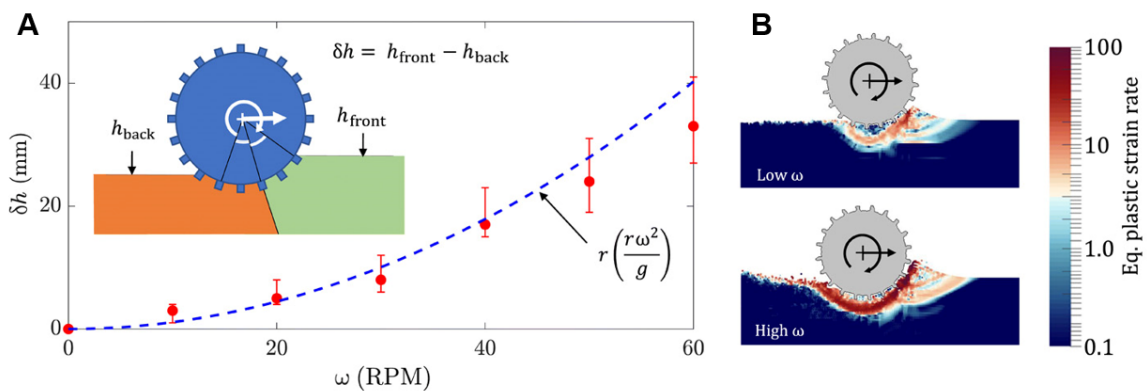 A
δh = h_front − h_back
h_back
h_front
40
20
0
δh (mm)
r(rω²/g)
0
20
40
60
ω (RPM)
B
Low ω
High ω
100
10
1.0
0.1
Eq. plastic strain rate